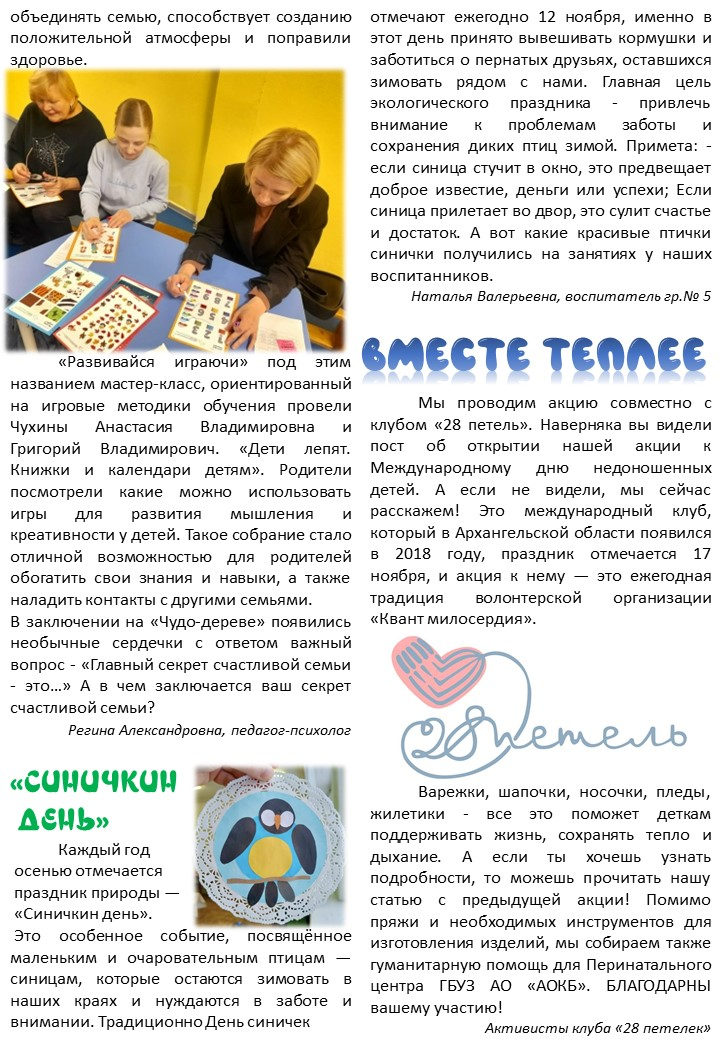 объединять семью, способствует созданию
положительной атмосферы и поправили
здоровье.
«Развивайся играючи» под этим
названием мастер-класс, ориентированный
на игровые методики обучения провели
Чухины Анастасия Владимировна и
Григорий Владимирович. «Дети лепят.
Книжки и календари детям». Родители
посмотрели какие можно использовать
игры для развития мышления и
креативности у детей. Такое собрание стало
отличной возможностью для родителей
обогатить свои знания и навыки, а также
наладить контакты с другими семьями.
В заключении на «Чудо-дереве» появились
необычные сердечки с ответом важный
вопрос - «Главный секрет счастливой семьи
- это…» А в чем заключается ваш секрет
счастливой семьи?
Регина Александровна, педагог-психолог
«СИНИЧКИН
ДЕНЬ»
Каждый год
осенью отмечается
праздник природы —
«Синичкин день».
Это особенное событие, посвящённое
маленьким и очаровательным птицам —
синицам, которые остаются зимовать в
наших краях и нуждаются в заботе и
внимании. Традиционно День синичек
отмечают ежегодно 12 ноября, именно в
этот день принято вывешивать кормушки и
заботиться о пернатых друзьях, оставшихся
зимовать рядом с нами. Главная цель
экологического праздника - привлечь
внимание к проблемам заботы и
сохранения диких птиц зимой. Примета: -
если синица стучит в окно, это предвещает
доброе известие, деньги или успехи; Если
синица прилетает во двор, это сулит счастье
и достаток. А вот какие красивые птички
синички получились на занятиях у наших
воспитанников.
Наталья Валерьевна, воспитатель гр.№ 5
ВМЕСТЕ ТЕПЛЕЕ
Мы проводим акцию совместно с
клубом «28 петель». Наверняка вы видели
пост об открытии нашей акции к
Международному дню недоношенных
детей. А если не видели, мы сейчас
расскажем! Это международный клуб,
который в Архангельской области появился
в 2018 году, праздник отмечается 17
ноября, и акция к нему — это ежегодная
традиция волонтерской организации
«Квант милосердия».
28 петель
Варежки, шапочки, носочки, пледы,
жилетики - все это поможет деткам
поддерживать жизнь, сохранять тепло и
дыхание. А если ты хочешь узнать
подробности, то можешь прочитать нашу
статью с предыдущей акции! Помимо
пряжи и необходимых инструментов для
изготовления изделий, мы собираем также
гуманитарную помощь для Перинатального
центра ГБУЗ АО «АОКБ». БЛАГОДАРНЫ
вашему участию!
Активисты клуба «28 петелек»